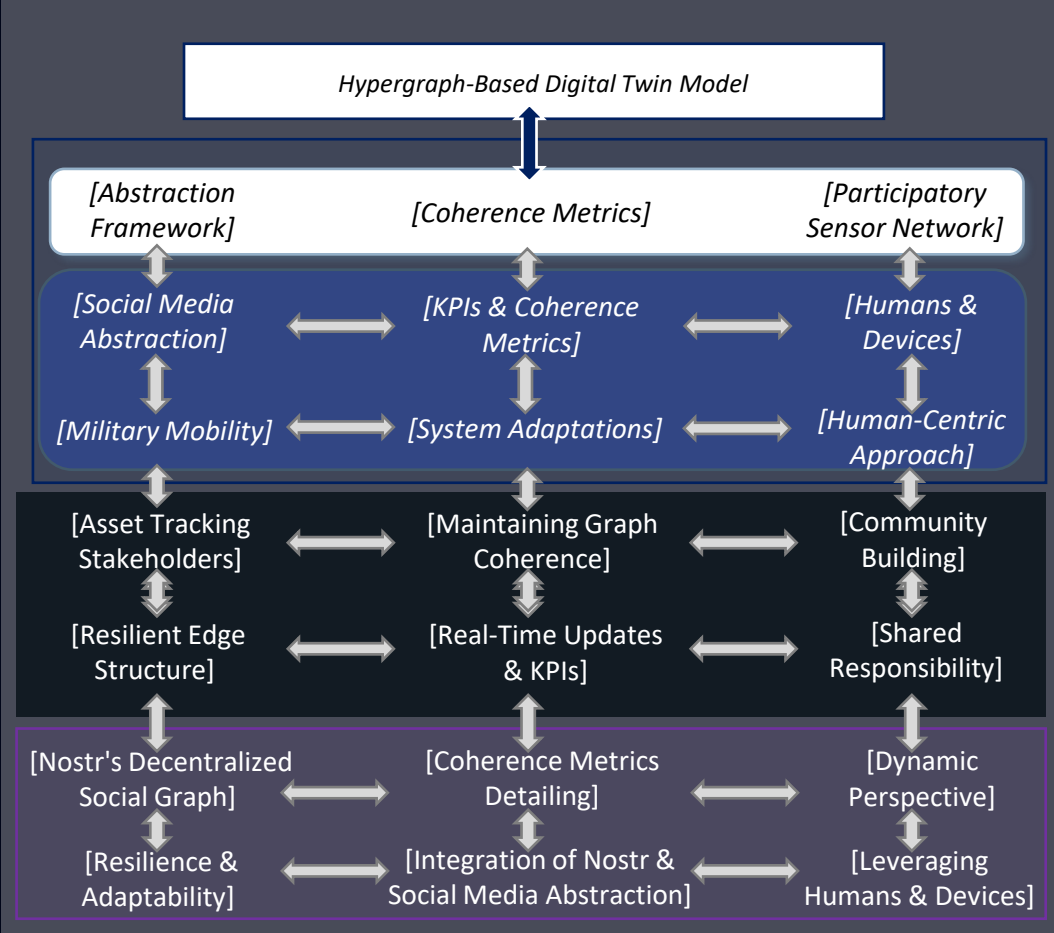 Hypergraph-Based Digital Twin Model
[Abstraction
Framework]
[Coherence Metrics]
[Participatory
Sensor Network]
[Social Media
Abstraction]
[KPIs & Coherence
Metrics]
[Humans &
Devices]
[Military Mobility]
[System Adaptations]
[Human-Centric
Approach]
[Asset Tracking
Stakeholders]
[Maintaining Graph
Coherence]
[Community
Building]
[Resilient Edge
Structure]
[Real-Time Updates
& KPIs]
[Shared
Responsibility]
[Nostr's Decentralized
Social Graph]
[Coherence Metrics
Detailing]
[Dynamic
Perspective]
[Resilience &
Adaptability]
[Integration of Nostr &
Social Media Abstraction]
[Leveraging
Humans & Devices]